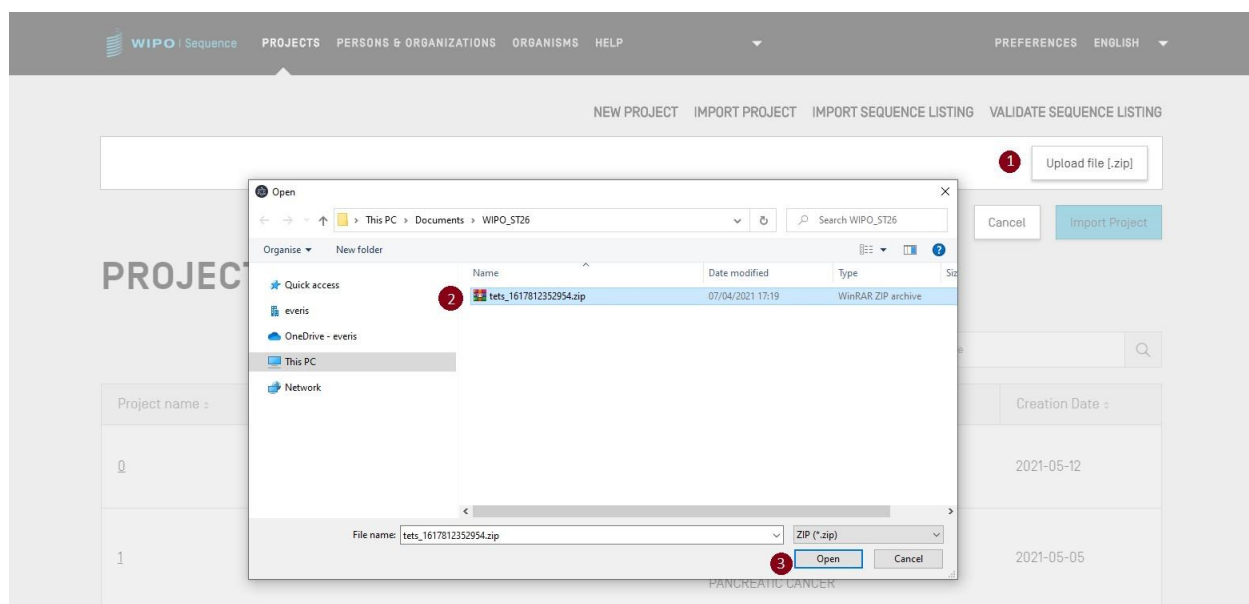 WIPO | Sequence PROJECTS PERSONS & ORGANIZATIONS ORGANISMS HELP PREFERENCES ENGLISH
NEW PROJECT IMPORT PROJECT IMPORT SEQUENCE LISTING VALIDATE SEQUENCE LISTING
1 Upload file [.zip]
Open
This PC > Documents > WIPO_ST26 Search WIPO_ST26
Cancel Import Project
Organise New folder
PROJECT
Name Date modified Type Siz
Quick access
2 tets_1617812352954.zip 07/04/2021 17:19 WinRAR ZIP archive
everis
OneDrive - everis
This PC
Network
Project name Creation Date
0 2021-05-12
File name: tets_1617812352954.zip ZIP (*.zip)
3 Open Cancel
1 2021-05-05
PANCREATIC CANCER